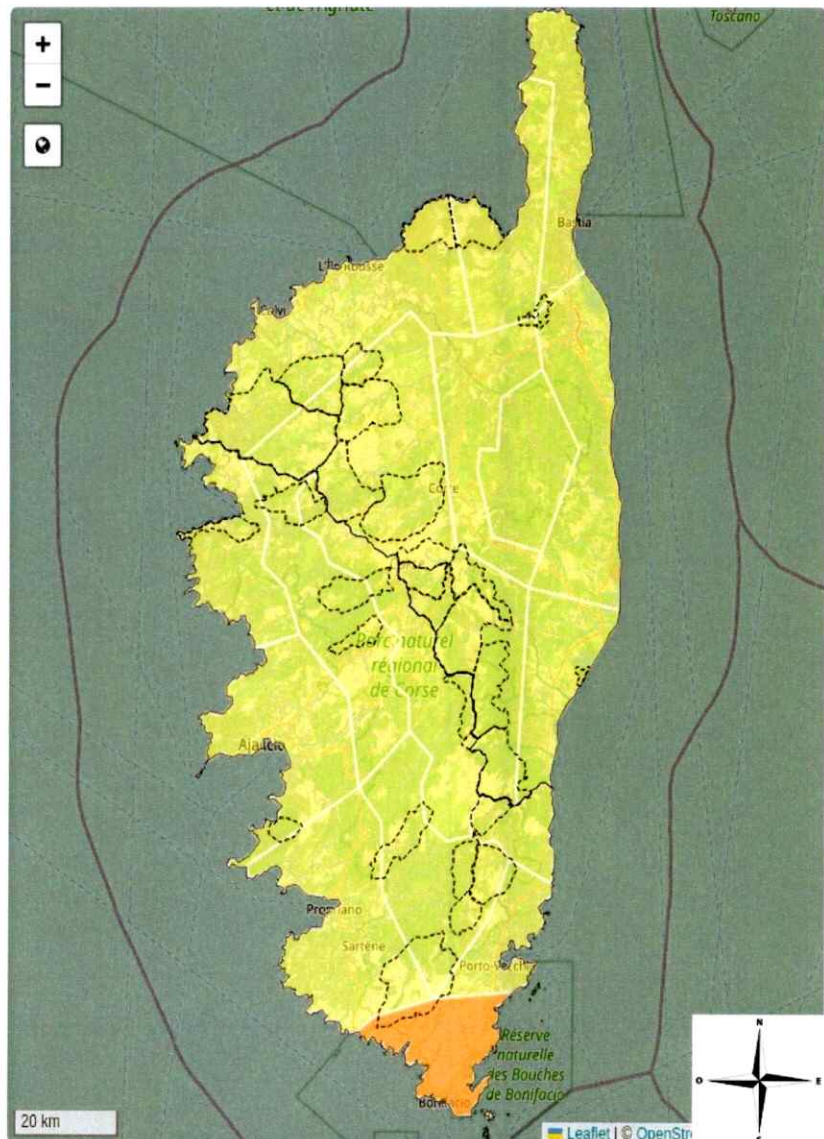 Toscano
+
−
Bastia
L'Île-Rousse
Calvi
Corte
Parc naturel
régional
de Corse
Ajaccio
Propriano
Sartène
Porto-Vecchio
Réserve
naturelle
des Bouches
de Bonifacio
Bonifacio
N
O
E
20 km
Leaflet | © OpenStr